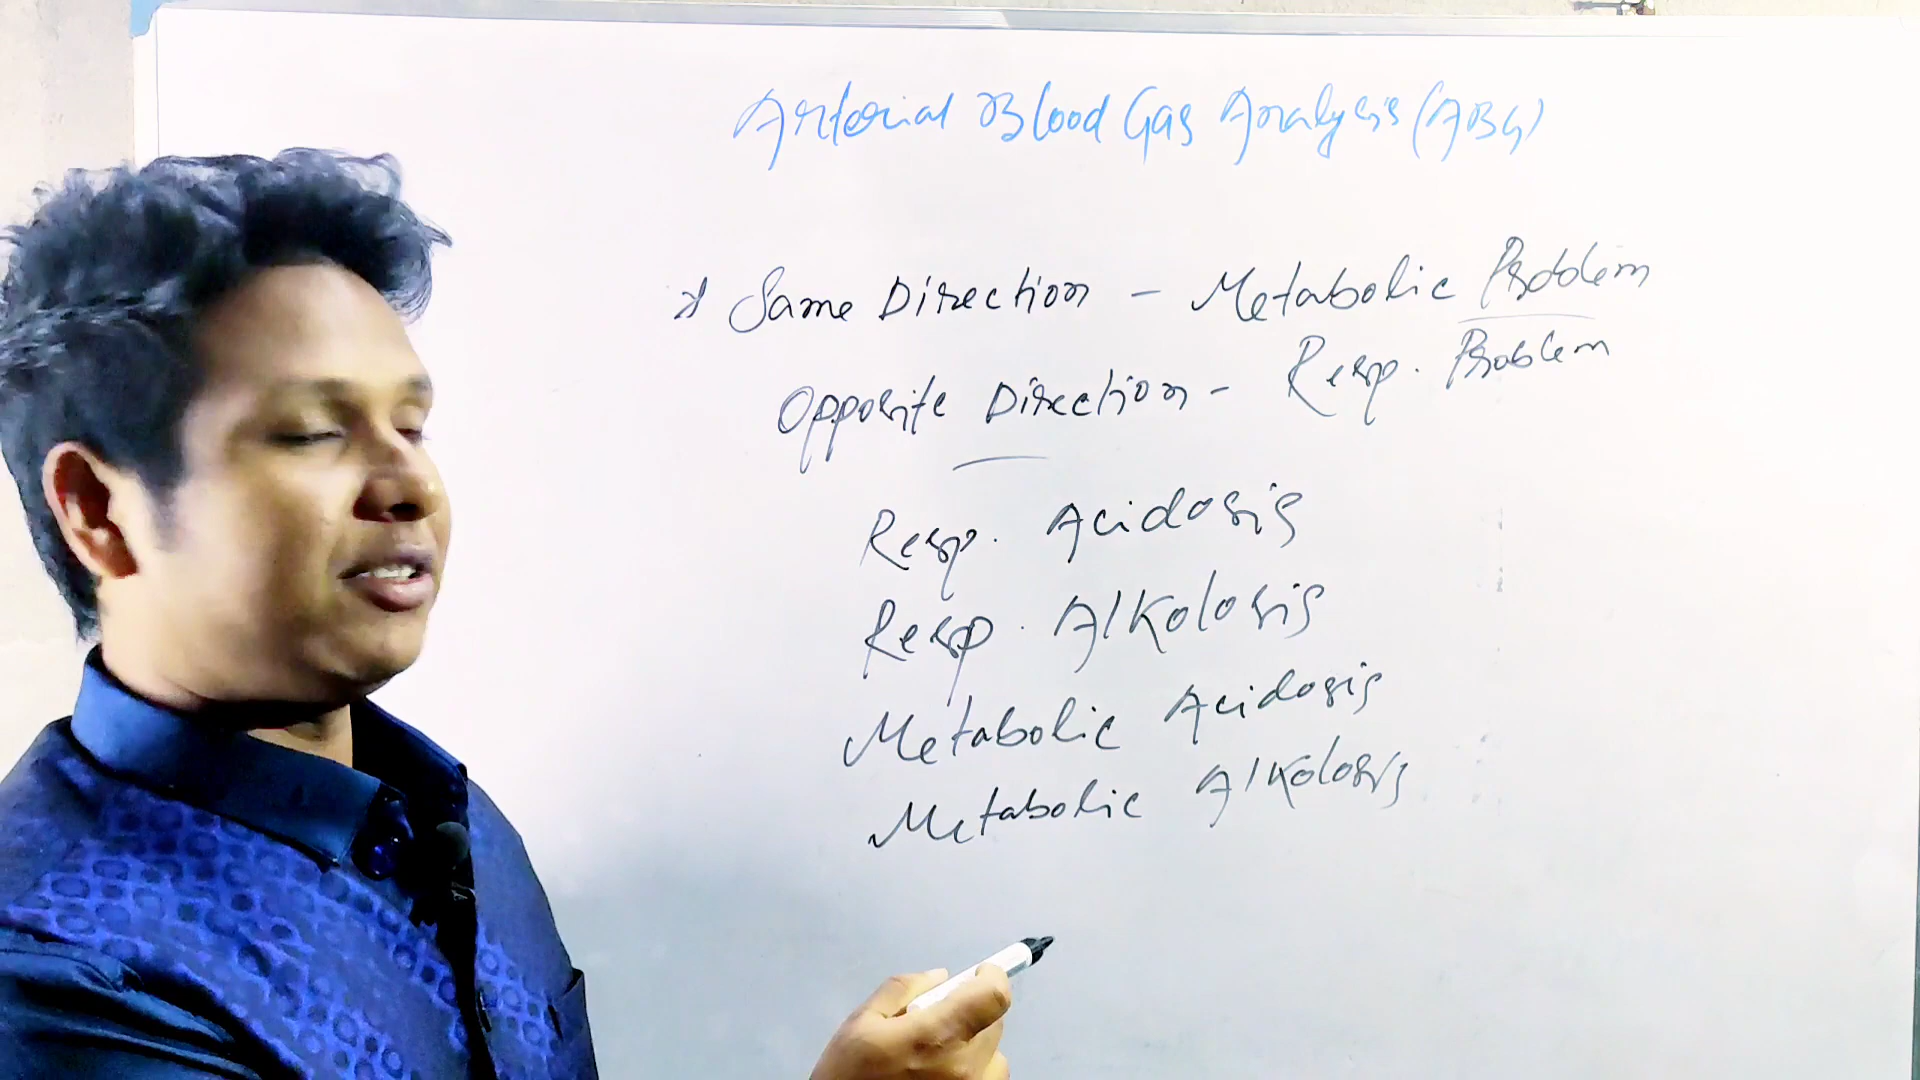 Arterial Blood Gas Analysis (ABG)
* Same Direction - Metabolic Problem
Opposite Direction - Resp. Problem
Resp. Acidosis
Resp. Alkolosis
Metabolic Acidosis
Metabolic Alkolosis